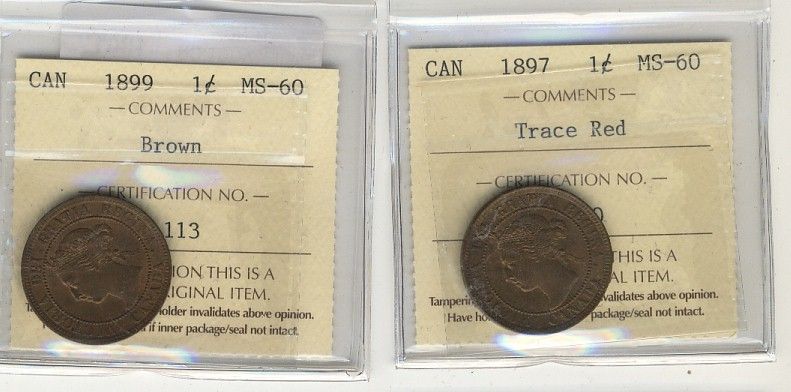 CAN 1899 1¢ MS-60
— COMMENTS —
Brown
— CERTIFICATION NO. —
113
ION THIS IS A
RIGINAL ITEM.
older invalidates above opinion.
if inner package/seal not intact.
CAN 1897 1¢ MS-60
— COMMENTS —
Trace Red
— CERTIFICATION NO. —
0
THIS IS A
AL ITEM.
Tamperin validates above opinion.
Have ho package/seal not intact.